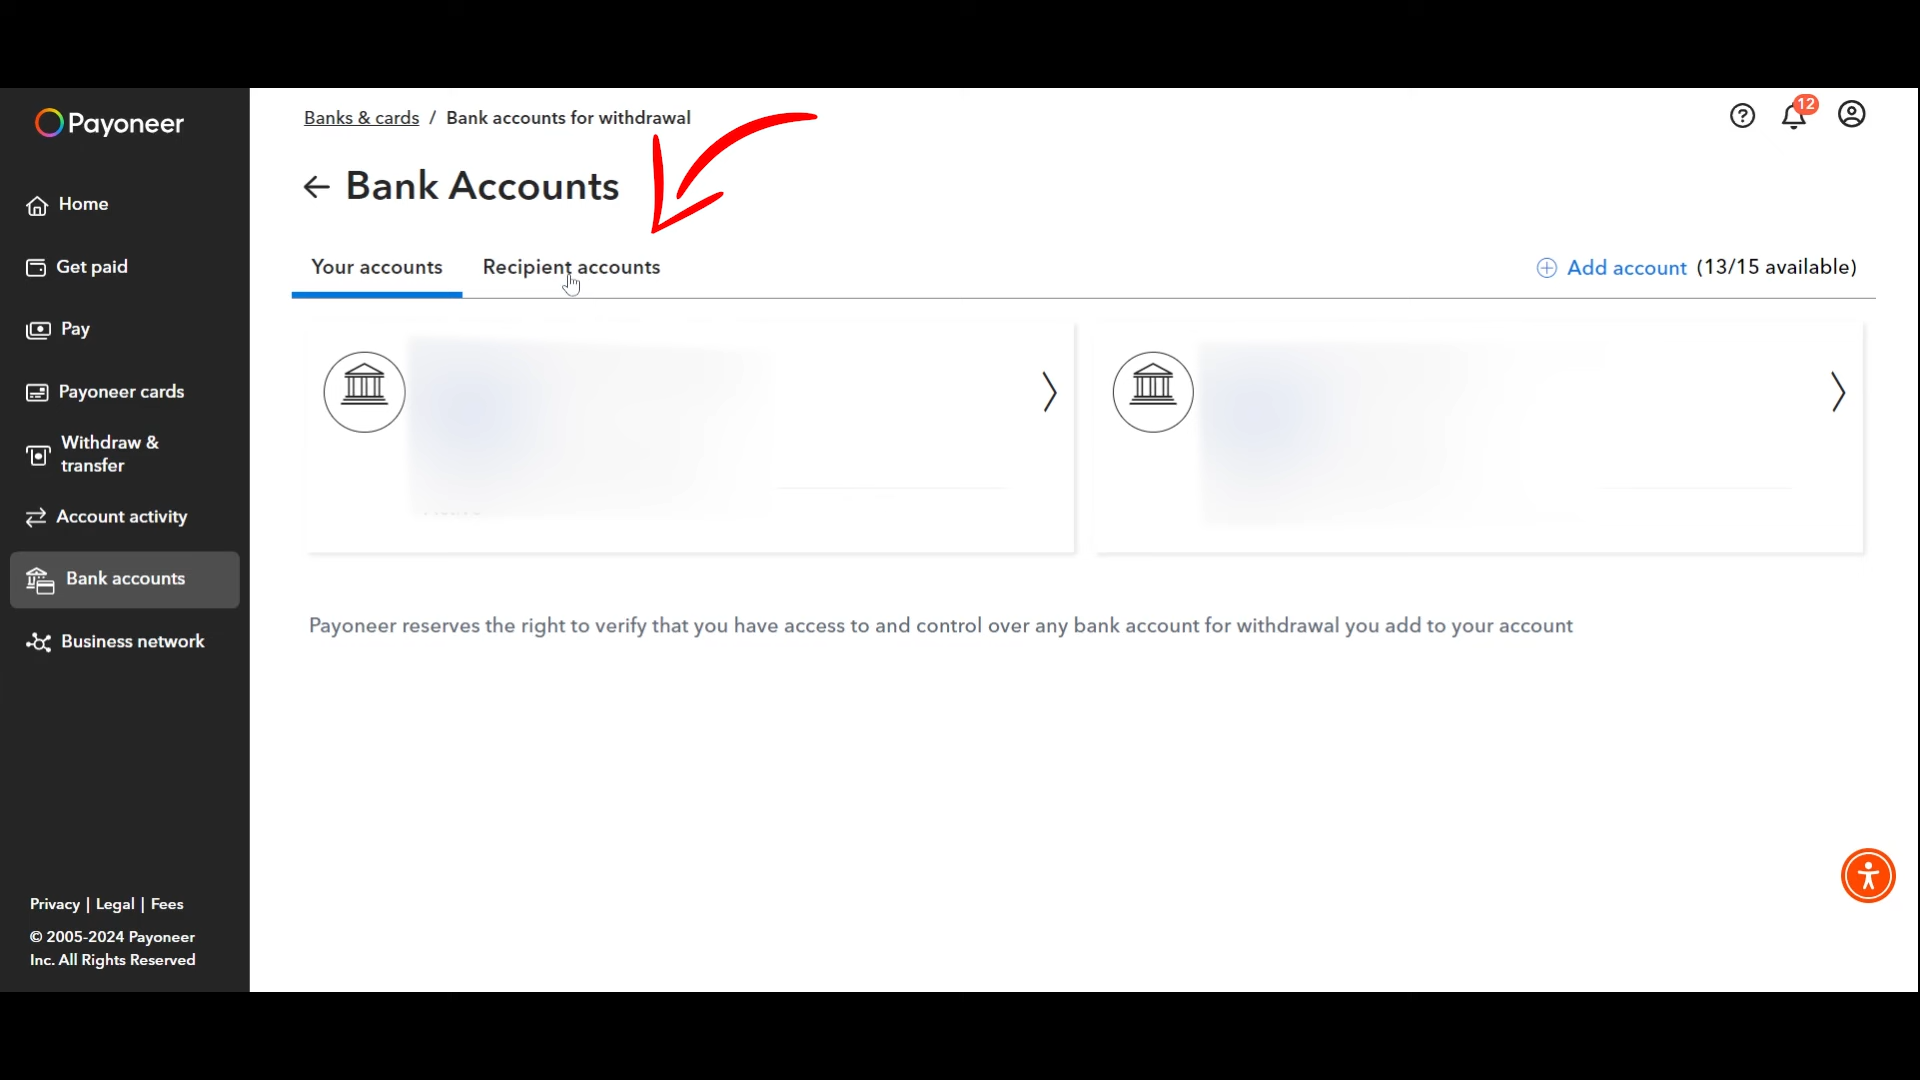 Payoneer
Home
Get paid
Pay
Payoneer cards
Withdraw &
transfer
Account activity
Bank accounts
Business network
Privacy | Legal | Fees
© 2005-2024 Payoneer
Inc. All Rights Reserved
Banks & cards / Bank accounts for withdrawal
12
Bank Accounts
Your accounts
Recipient accounts
Add account (13/15 available)
Payoneer reserves the right to verify that you have access to and control over any bank account for withdrawal you add to your account